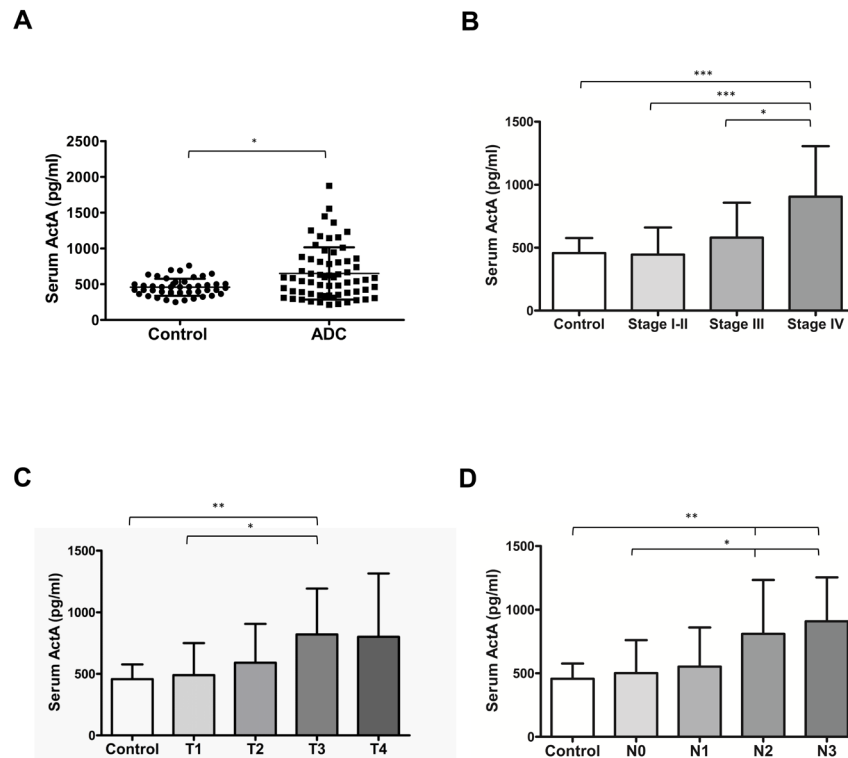 A
Serum ActA (pg/ml)
2500
2000
1500
1000
500
0
*
Control ADC
B
Serum ActA (pg/ml)
1500
1000
500
0
***
***
*
Control Stage I-II Stage III Stage IV
C
Serum ActA (pg/ml)
1500
1000
500
0
**
*
Control T1 T2 T3 T4
D
Serum ActA (pg/ml)
1500
1000
500
0
**
*
Control N0 N1 N2 N3